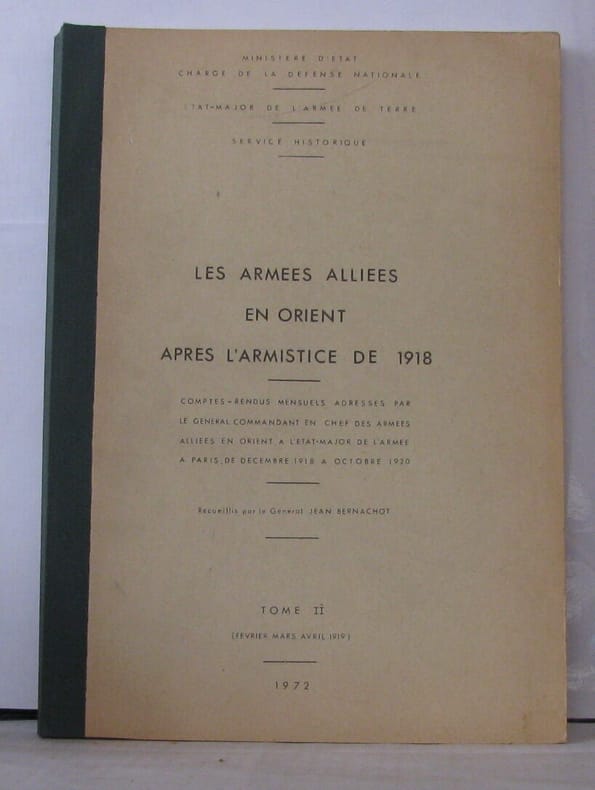 MINISTERE D'ETAT
CHARGE DE LA DEFENSE NATIONALE
ETAT-MAJOR DE L'ARMEE DE TERRE
SERVICE HISTORIQUE
LES ARMEES ALLIEES
EN ORIENT
APRES L'ARMISTICE DE 1918
COMPTES-RENDUS MENSUELS ADRESSES PAR
LE GENERAL COMMANDANT EN CHEF DES ARMEES
ALLIEES EN ORIENT, A L'ETAT-MAJOR DE L'ARMEE
A PARIS, DE DECEMBRE 1918 A OCTOBRE 1920
Recueillis par le Général JEAN BERNACHOT
TOME II
(FEVRIER MARS AVRIL 1919)
1972